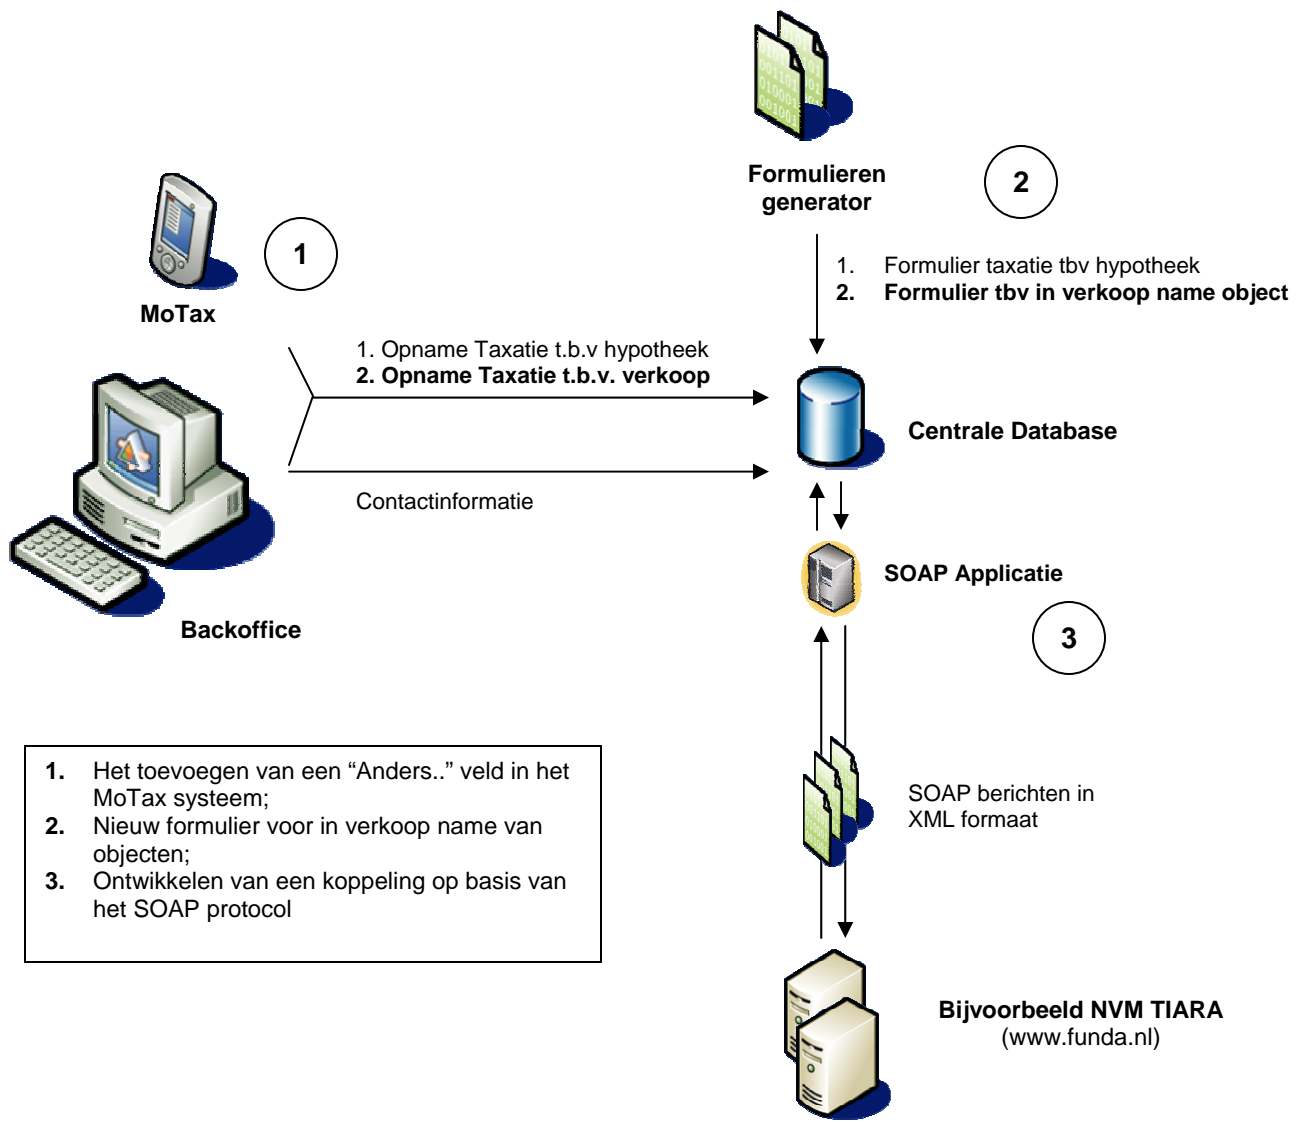 Formulieren
generator
2
1. Formulier taxatie tbv hypotheek
2. Formulier tbv in verkoop name object
1
MoTax
1. Opname Taxatie t.b.v hypotheek
2. Opname Taxatie t.b.v. verkoop
Centrale Database
Contactinformatie
SOAP Applicatie
Backoffice
3
1. Het toevoegen van een “Anders..” veld in het
MoTax systeem;
2. Nieuw formulier voor in verkoop name van
objecten;
3. Ontwikkelen van een koppeling op basis van
het SOAP protocol
SOAP berichten in
XML formaat
Bijvoorbeeld NVM TIARA
(www.funda.nl)